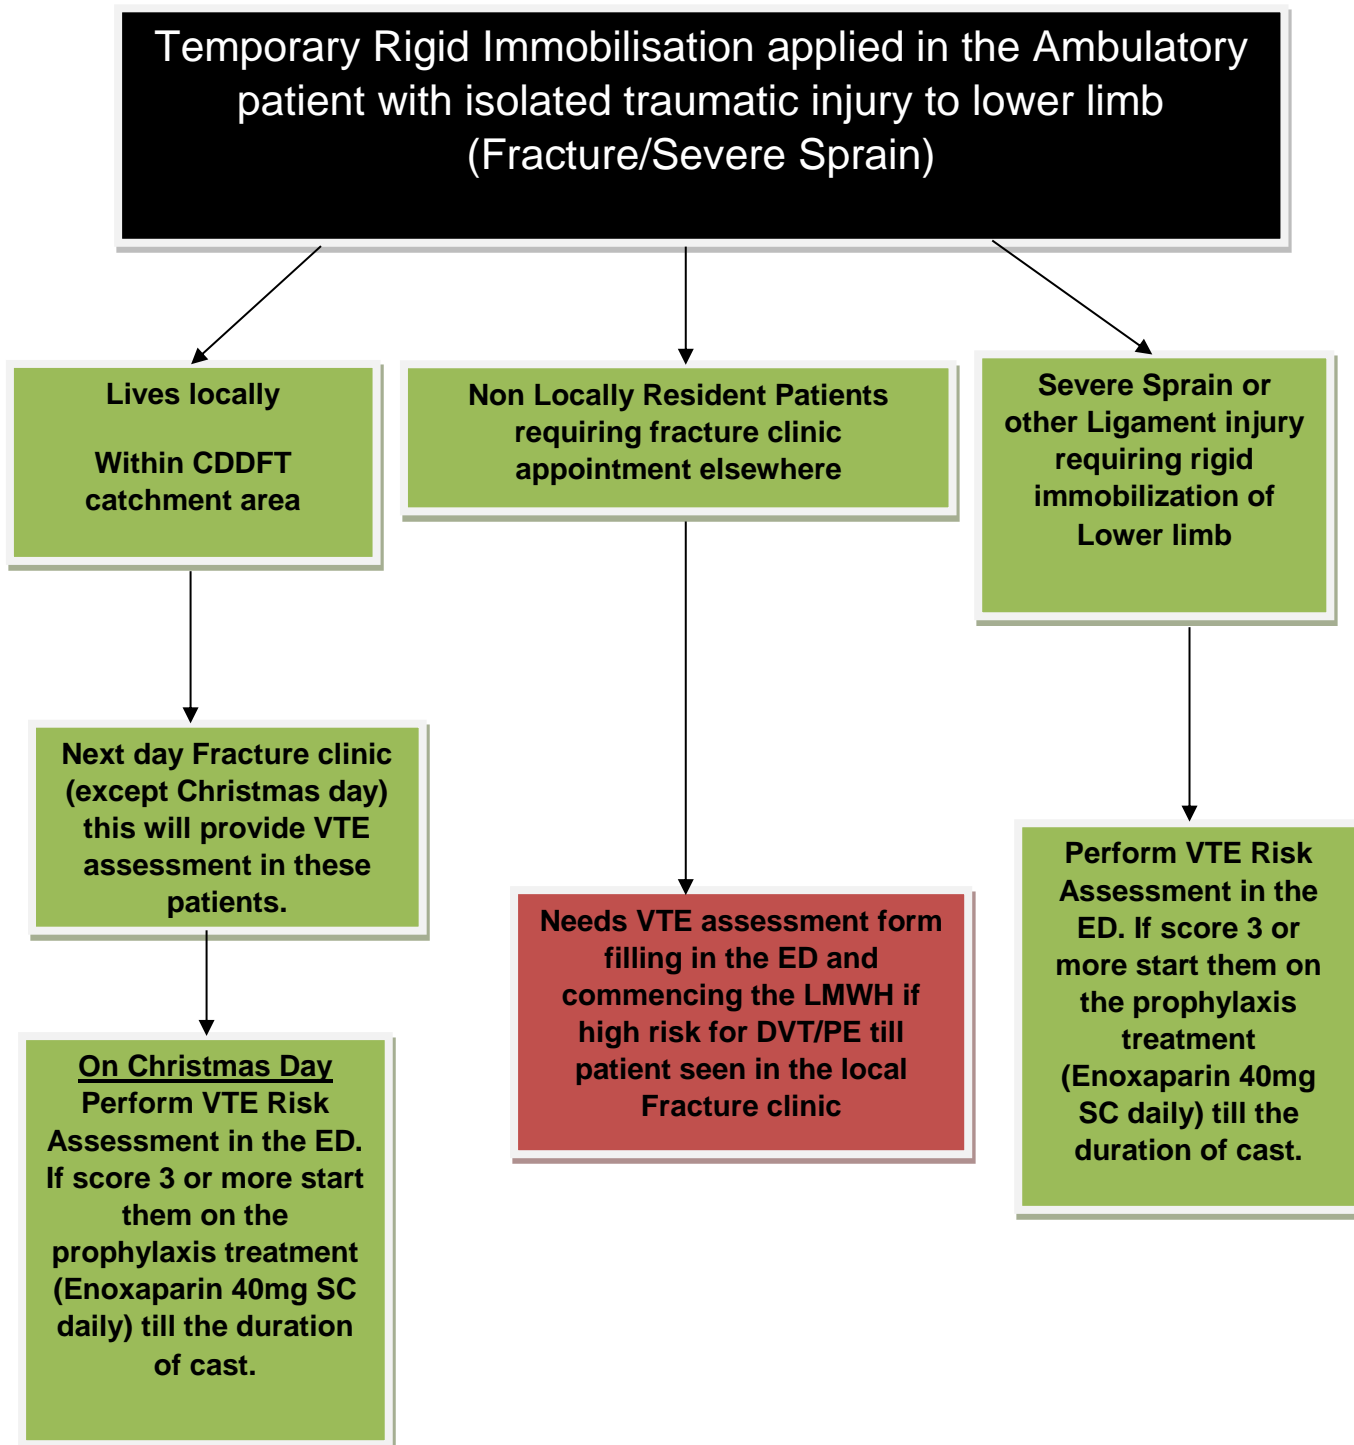 Temporary Rigid Immobilisation applied in the Ambulatory
patient with isolated traumatic injury to lower limb
(Fracture/Severe Sprain)
Lives locally
Within CDDFT
catchment area
Non Locally Resident Patients
requiring fracture clinic
appointment elsewhere
Severe Sprain or
other Ligament injury
requiring rigid
immobilization of
Lower limb
Next day Fracture clinic
(except Christmas day)
this will provide VTE
assessment in these
patients.
Needs VTE assessment form
filling in the ED and
commencing the LMWH if
high risk for DVT/PE till
patient seen in the local
Fracture clinic
Perform VTE Risk
Assessment in the
ED. If score 3 or
more start them on
the prophylaxis
treatment
(Enoxaparin 40mg
SC daily) till the
duration of cast.
On Christmas Day
Perform VTE Risk
Assessment in the ED.
If score 3 or more start
them on the
prophylaxis treatment
(Enoxaparin 40mg SC
daily) till the duration
of cast.